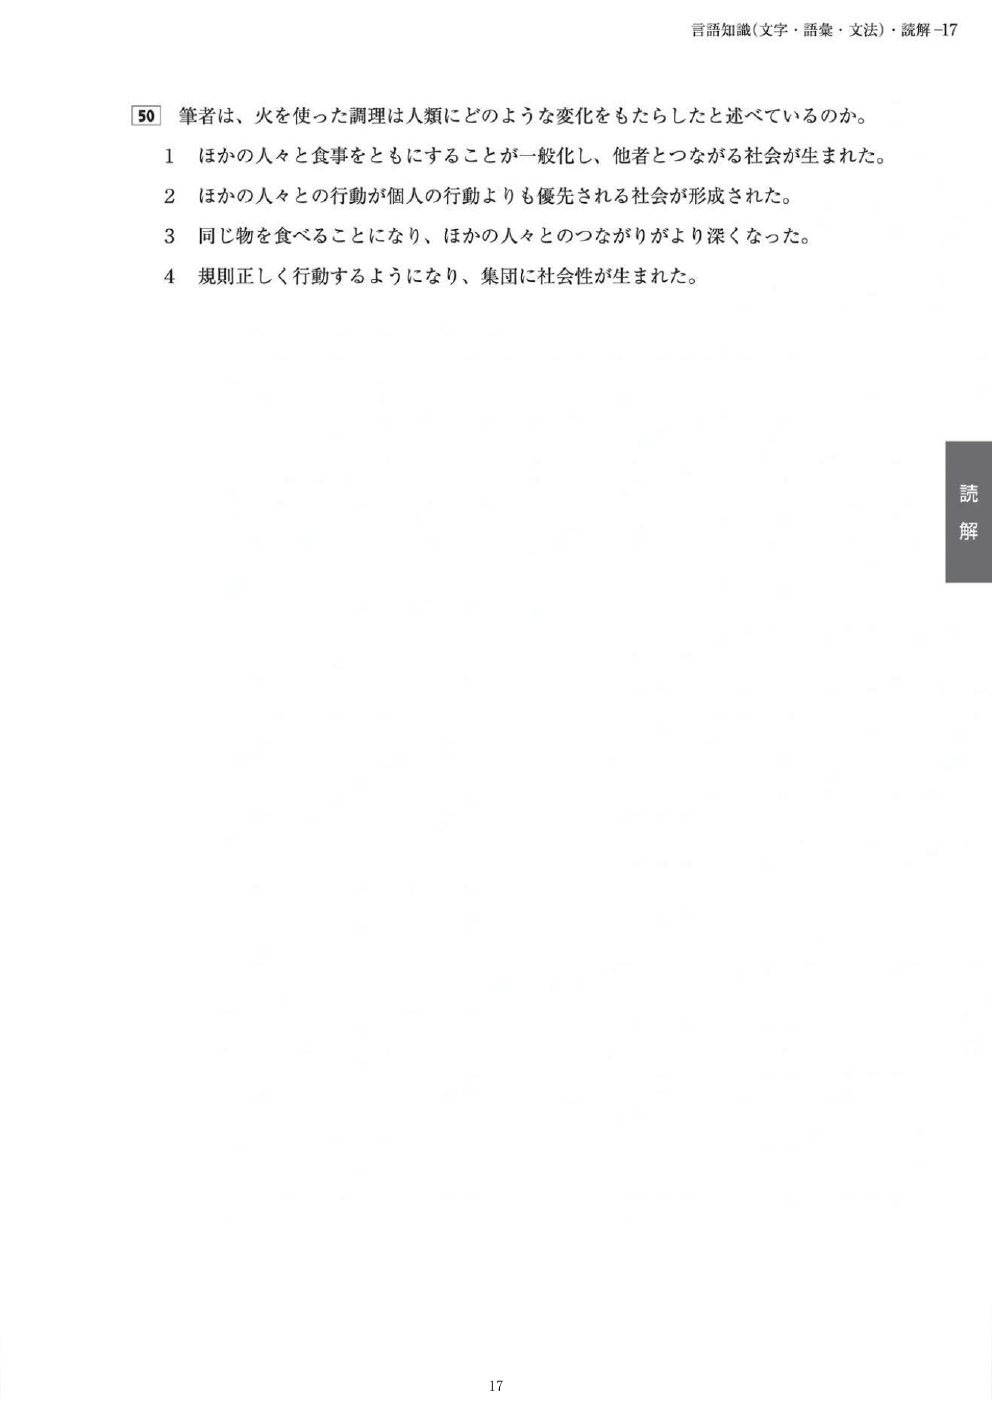 言語知識(文字・語彙・文法)・読解−17
50 筆者は、火を使った調理は人類にどのような変化をもたらしたと述べているのか。
1 ほかの人々と食事をともにすることが一般化し、他者とつながる社会が生まれた。
2 ほかの人々との行動が個人の行動よりも優先される社会が形成された。
3 同じ物を食べることになり、ほかの人々とのつながりがより深くなった。
4 規則正しく行動するようになり、集団に社会性が生まれた。
読解
17